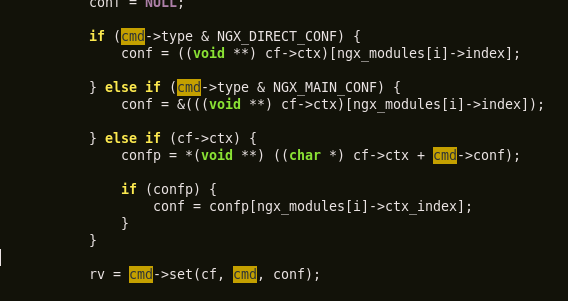 conf = NULL;
if (cmd->type & NGX_DIRECT_CONF) {
conf = ((void **) cf->ctx)[ngx_modules[i]->index];
} else if (cmd->type & NGX_MAIN_CONF) {
conf = &(((void **) cf->ctx)[ngx_modules[i]->index]);
} else if (cf->ctx) {
confp = *(void **) ((char *) cf->ctx + cmd->conf);
if (confp) {
conf = confp[ngx_modules[i]->ctx_index];
}
}
rv = cmd->set(cf, cmd, conf);